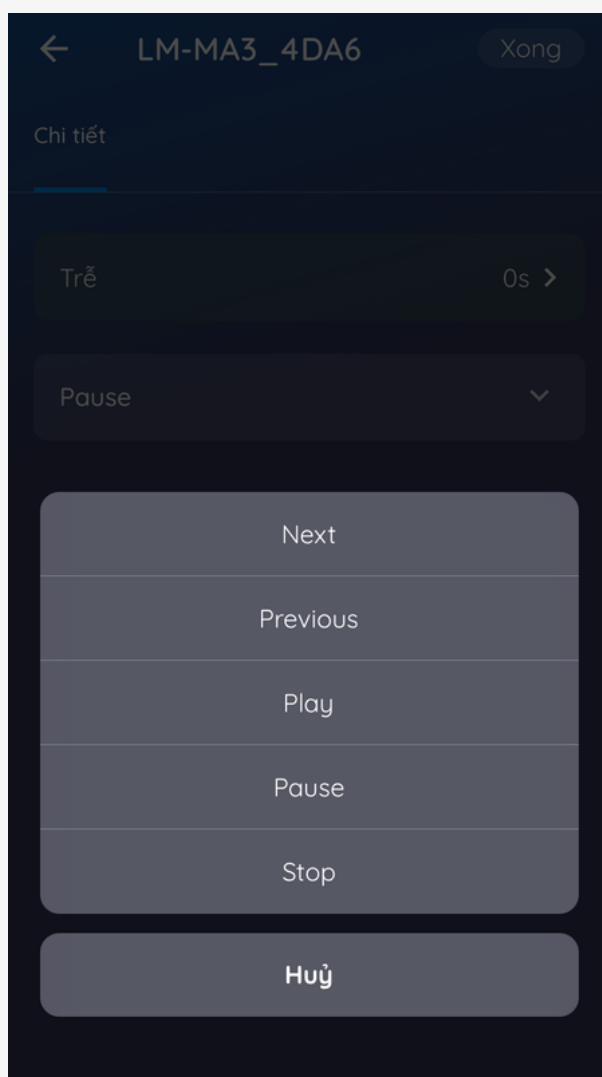 LM-MA3_4DA6 Xong
Chi tiết
Trễ 0s
Pause
Next
Previous
Play
Pause
Stop
Huỷ